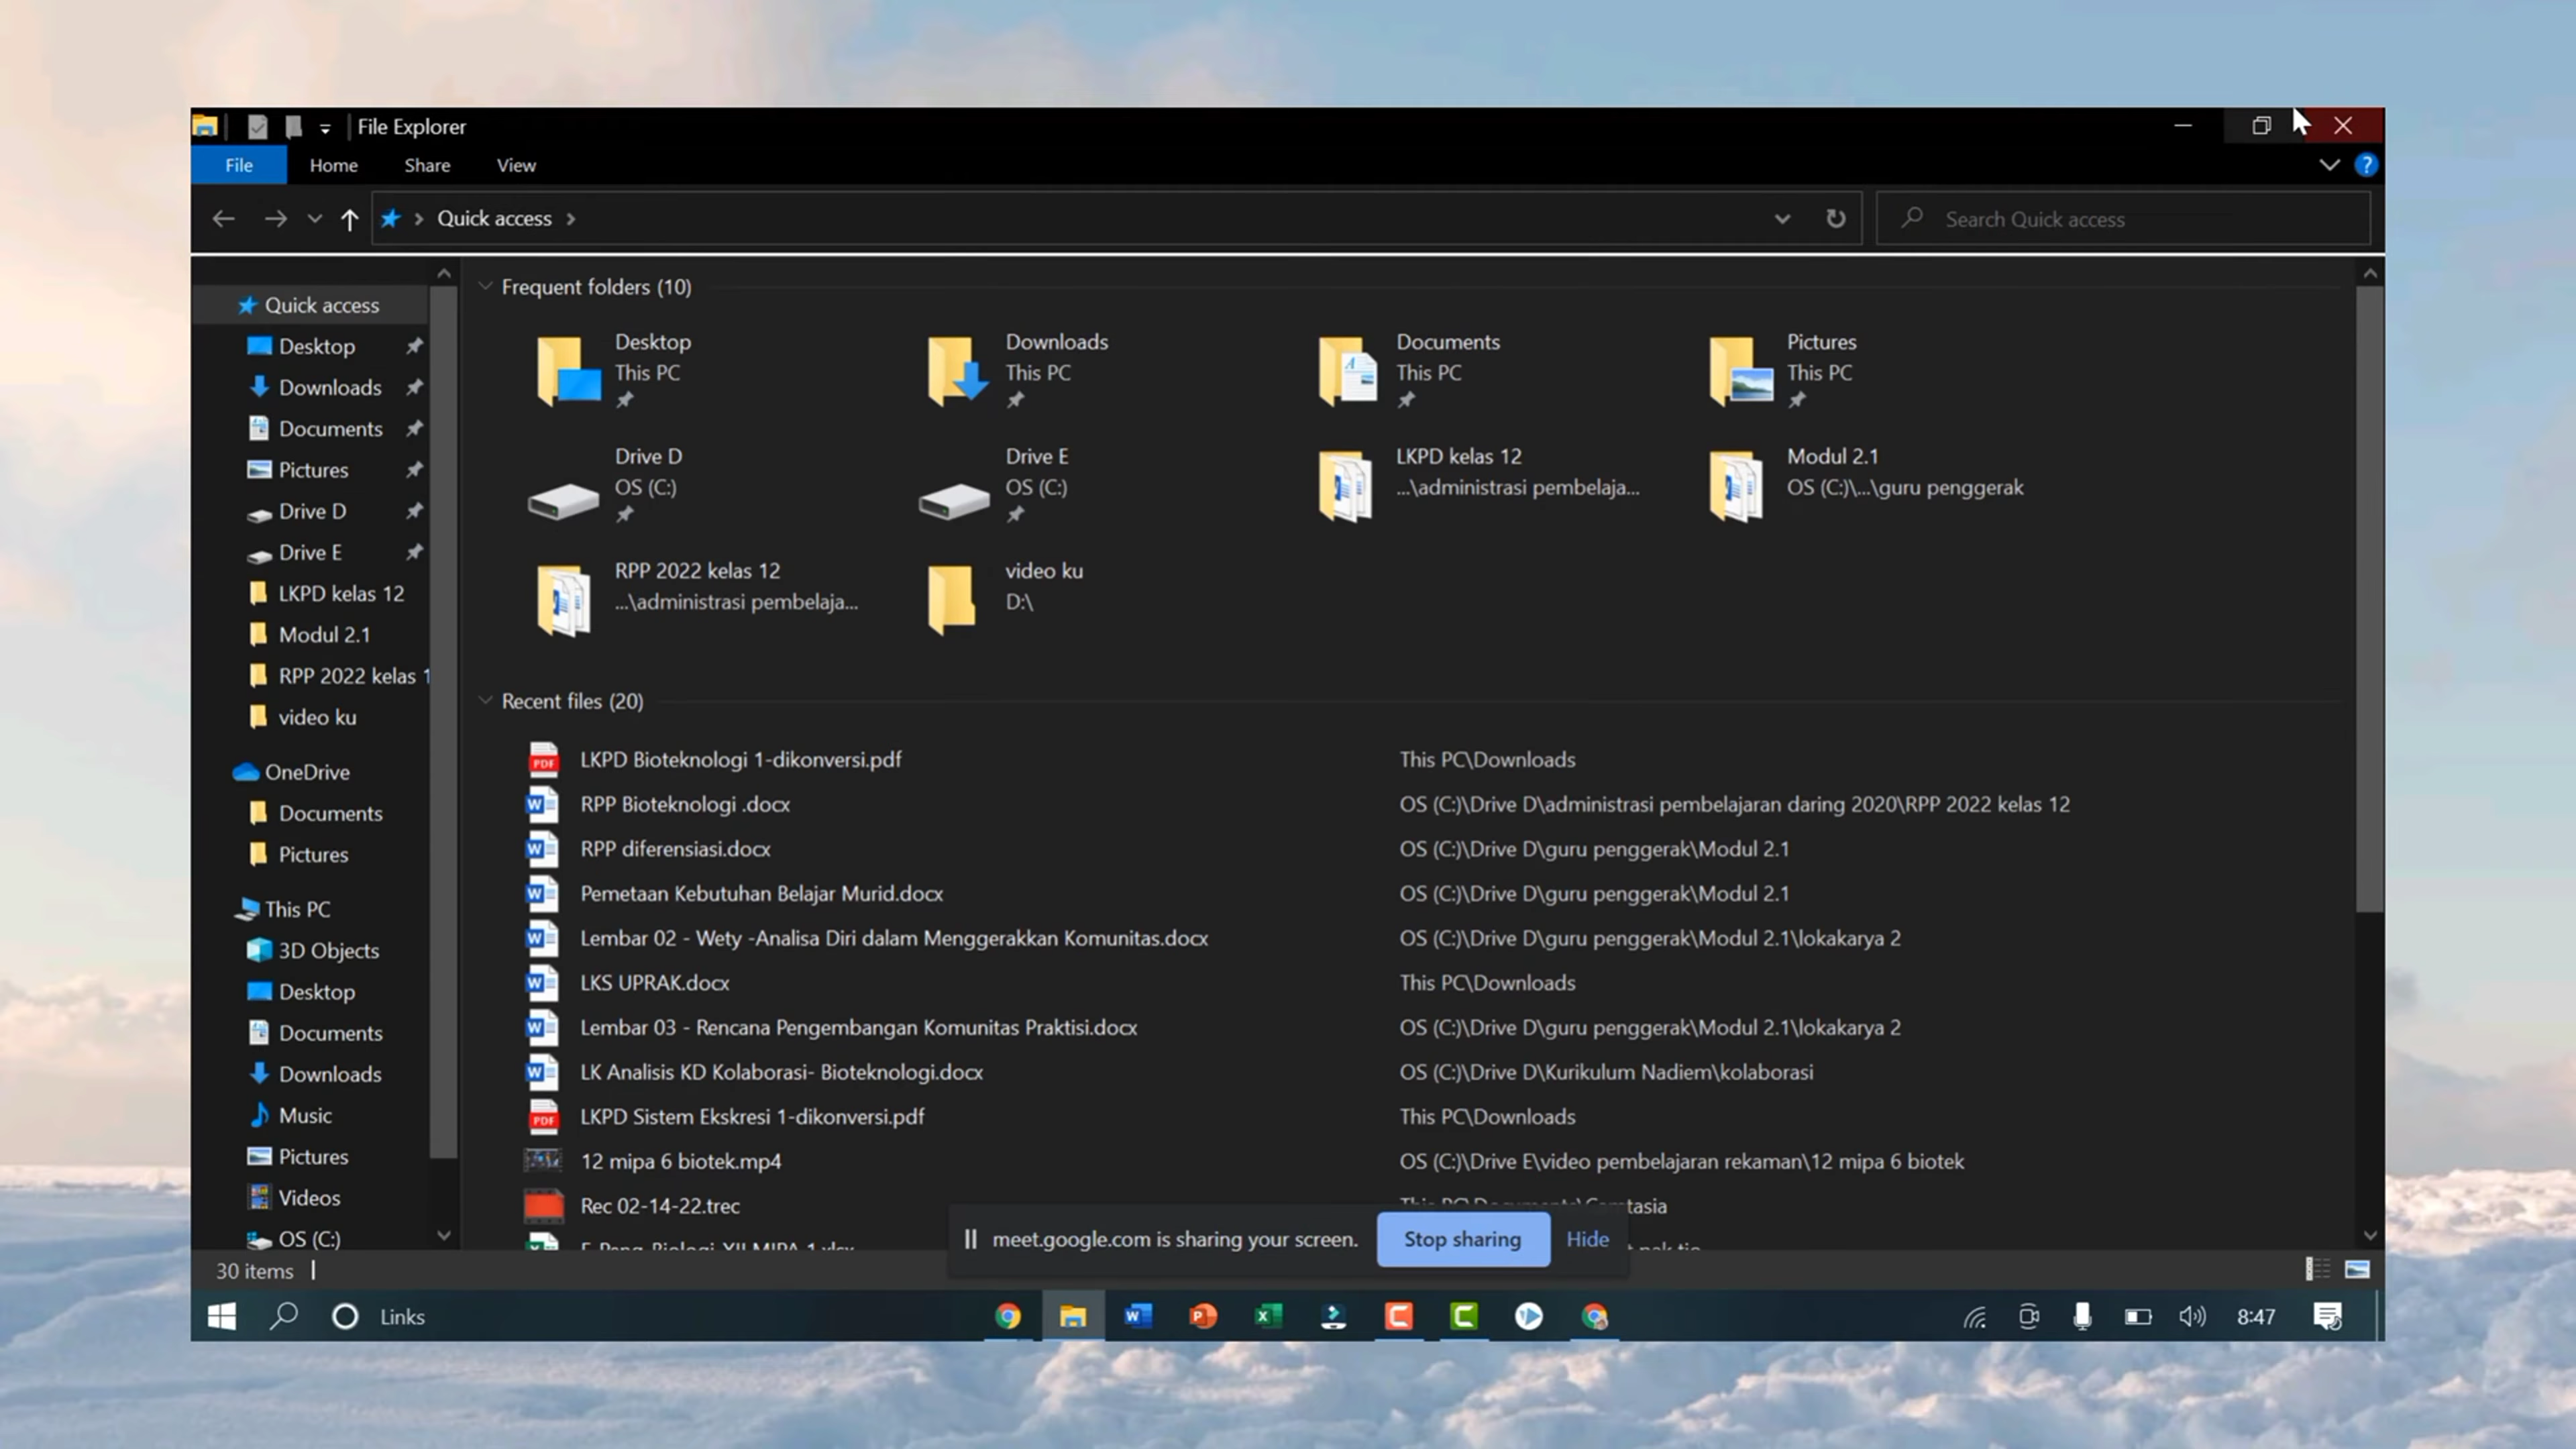 File Explorer
File Home Share View
Quick access
Search Quick access
Quick access
Desktop
Downloads
Documents
Pictures
Drive D
Drive E
LKPD kelas 12
Modul 2.1
RPP 2022 kelas 1
video ku
OneDrive
Documents
Pictures
This PC
3D Objects
Desktop
Documents
Downloads
Music
Pictures
Videos
OS (C:)
Frequent folders (10)
Desktop
This PC
Downloads
This PC
Documents
This PC
Pictures
This PC
Drive D
OS (C:)
Drive E
OS (C:)
LKPD kelas 12
...\administrasi pembelaja...
Modul 2.1
OS (C:)\...\guru penggerak
RPP 2022 kelas 12
...\administrasi pembelaja...
video ku
D:\
Recent files (20)
LKPD Bioteknologi 1-dikonversi.pdf This PC\Downloads
RPP Bioteknologi .docx OS (C:)\Drive D\administrasi pembelajaran daring 2020\RPP 2022 kelas 12
RPP diferensiasi.docx OS (C:)\Drive D\guru penggerak\Modul 2.1
Pemetaan Kebutuhan Belajar Murid.docx OS (C:)\Drive D\guru penggerak\Modul 2.1
Lembar 02 - Wety -Analisa Diri dalam Menggerakkan Komunitas.docx OS (C:)\Drive D\guru penggerak\Modul 2.1\lokakarya 2
LKS UPRAK.docx This PC\Downloads
Lembar 03 - Rencana Pengembangan Komunitas Praktisi.docx OS (C:)\Drive D\guru penggerak\Modul 2.1\lokakarya 2
LK Analisis KD Kolaborasi- Bioteknologi.docx OS (C:)\Drive D\Kurikulum Nadiem\kolaborasi
LKPD Sistem Ekskresi 1-dikonversi.pdf This PC\Downloads
12 mipa 6 biotek.mp4 OS (C:)\Drive E\video pembelajaran rekaman\12 mipa 6 biotek
Rec 02-14-22.trec
meet.google.com is sharing your screen. Stop sharing Hide
30 items
Links
8:47